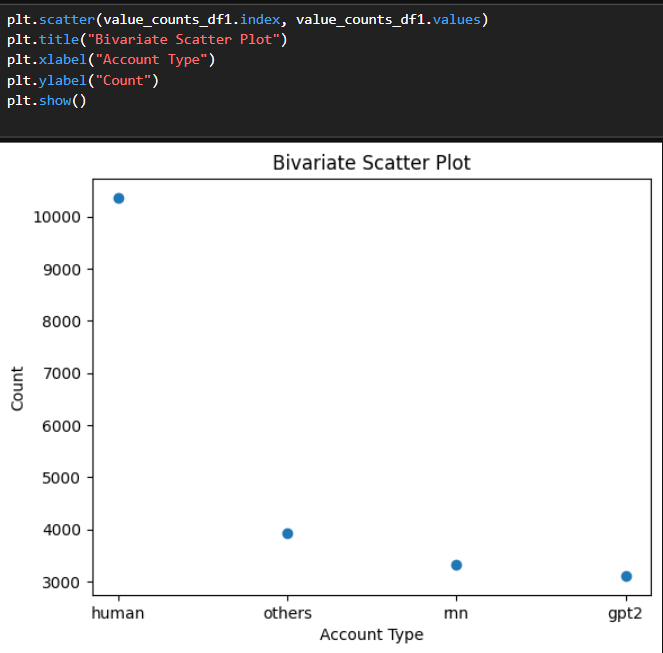 plt.scatter(value_counts_df1.index, value_counts_df1.values)
plt.title("Bivariate Scatter Plot")
plt.xlabel("Account Type")
plt.ylabel("Count")
plt.show()
Bivariate Scatter Plot
10000
9000
8000
7000
6000
5000
4000
3000
Count
human others rnn gpt2
Account Type